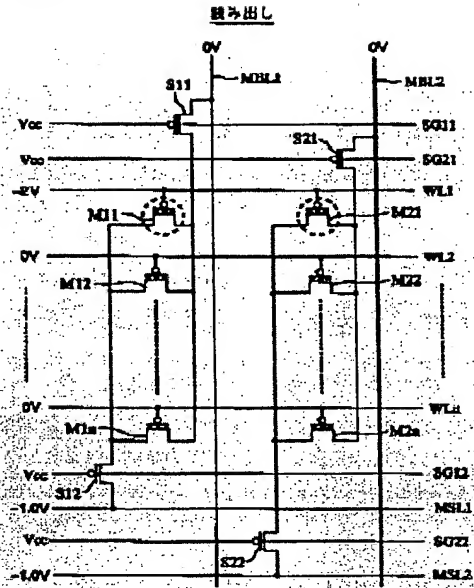 読み出し
0V 0V
MBL1 MBL2
S11
Vcc SG11
S21
Vcc SG21
-2V WL1
M11 M21
0V WL2
M12 M22
0V WLn
M1n M2n
Vcc SG12
S12
-1.0V MSL1
Vcc SG22
S22
-1.0V MSL2